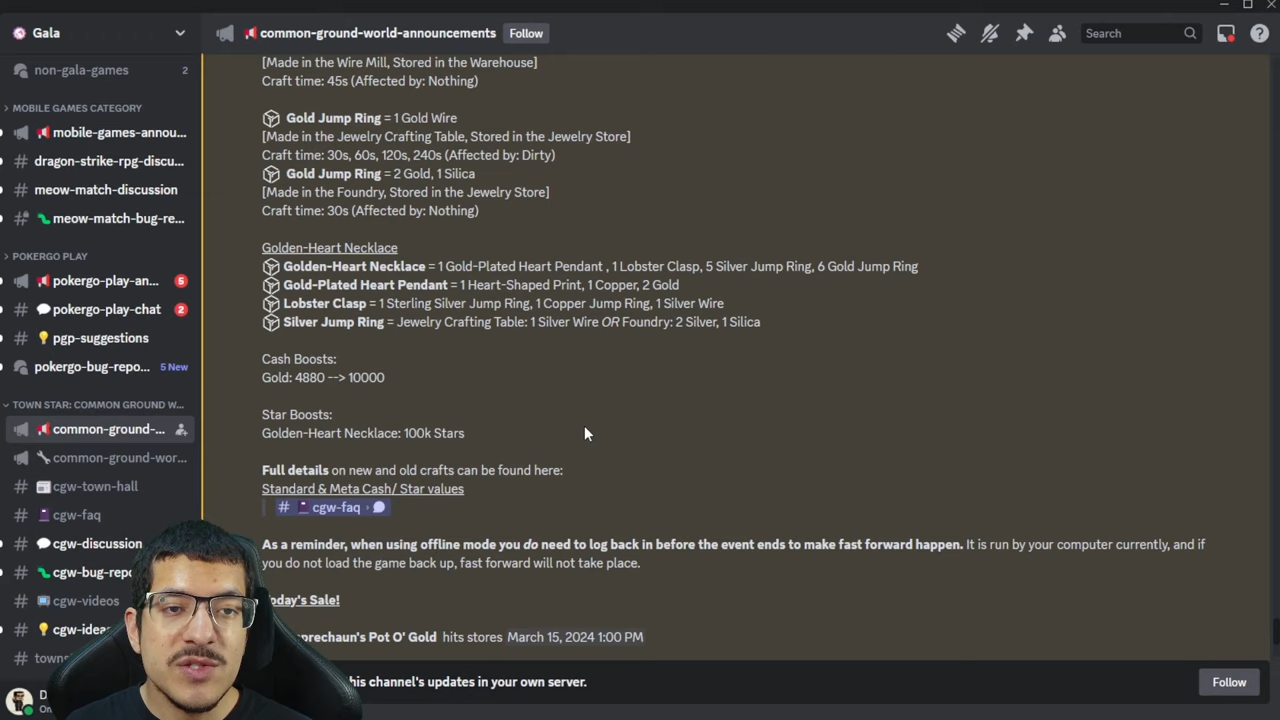 Gala
common-ground-world-announcements
Follow
Search
non-gala-games
2
MOBILE GAMES CATEGORY
mobile-games-annou...
dragon-strike-rpg-discu...
meow-match-discussion
meow-match-bug-re...
POKERGO PLAY
pokergo-play-an...
5
pokergo-play-chat
2
pgp-suggestions
pokergo-bug-repo...
5 New
TOWN STAR: COMMON GROUND W...
common-ground-...
common-ground-wor...
cgw-town-hall
cgw-faq
cgw-discussion
cgw-bug-repo
cgw-videos
cgw-ideas
[Made in the Wire Mill, Stored in the Warehouse]
Craft time: 45s (Affected by: Nothing)
Gold Jump Ring = 1 Gold Wire
[Made in the Jewelry Crafting Table, Stored in the Jewelry Store]
Craft time: 30s, 60s, 120s, 240s (Affected by: Dirty)
Gold Jump Ring = 2 Gold, 1 Silica
[Made in the Foundry, Stored in the Jewelry Store]
Craft time: 30s (Affected by: Nothing)
Golden-Heart Necklace
Golden-Heart Necklace = 1 Gold-Plated Heart Pendant , 1 Lobster Clasp, 5 Silver Jump Ring, 6 Gold Jump Ring
Gold-Plated Heart Pendant = 1 Heart-Shaped Print, 1 Copper, 2 Gold
Lobster Clasp = 1 Sterling Silver Jump Ring, 1 Copper Jump Ring, 1 Silver Wire
Silver Jump Ring = Jewelry Crafting Table: 1 Silver Wire OR Foundry: 2 Silver, 1 Silica
Cash Boosts:
Gold: 4880 --> 10000
Star Boosts:
Golden-Heart Necklace: 100k Stars
Full details on new and old crafts can be found here:
Standard & Meta Cash/ Star values
# cgw-faq ›
As a reminder, when using offline mode you do need to log back in before the event ends to make fast forward happen. It is run by your computer currently, and if
you do not load the game back up, fast forward will not take place.
oday's Sale!
prechaun's Pot O' Gold hits stores March 15, 2024 1:00 PM
his channel's updates in your own server.
Follow